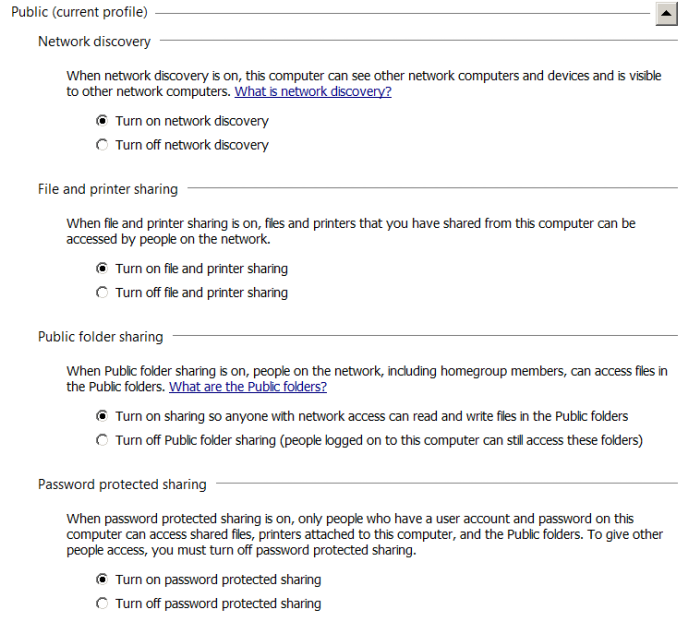 Public (current profile)
Network discovery
When network discovery is on, this computer can see other network computers and devices and is visible
to other network computers. What is network discovery?
Turn on network discovery
Turn off network discovery
File and printer sharing
When file and printer sharing is on, files and printers that you have shared from this computer can be
accessed by people on the network.
Turn on file and printer sharing
Turn off file and printer sharing
Public folder sharing
When Public folder sharing is on, people on the network, including homegroup members, can access files in
the Public folders. What are the Public folders?
Turn on sharing so anyone with network access can read and write files in the Public folders
Turn off Public folder sharing (people logged on to this computer can still access these folders)
Password protected sharing
When password protected sharing is on, only people who have a user account and password on this
computer can access shared files, printers attached to this computer, and the Public folders. To give other
people access, you must turn off password protected sharing.
Turn on password protected sharing
Turn off password protected sharing